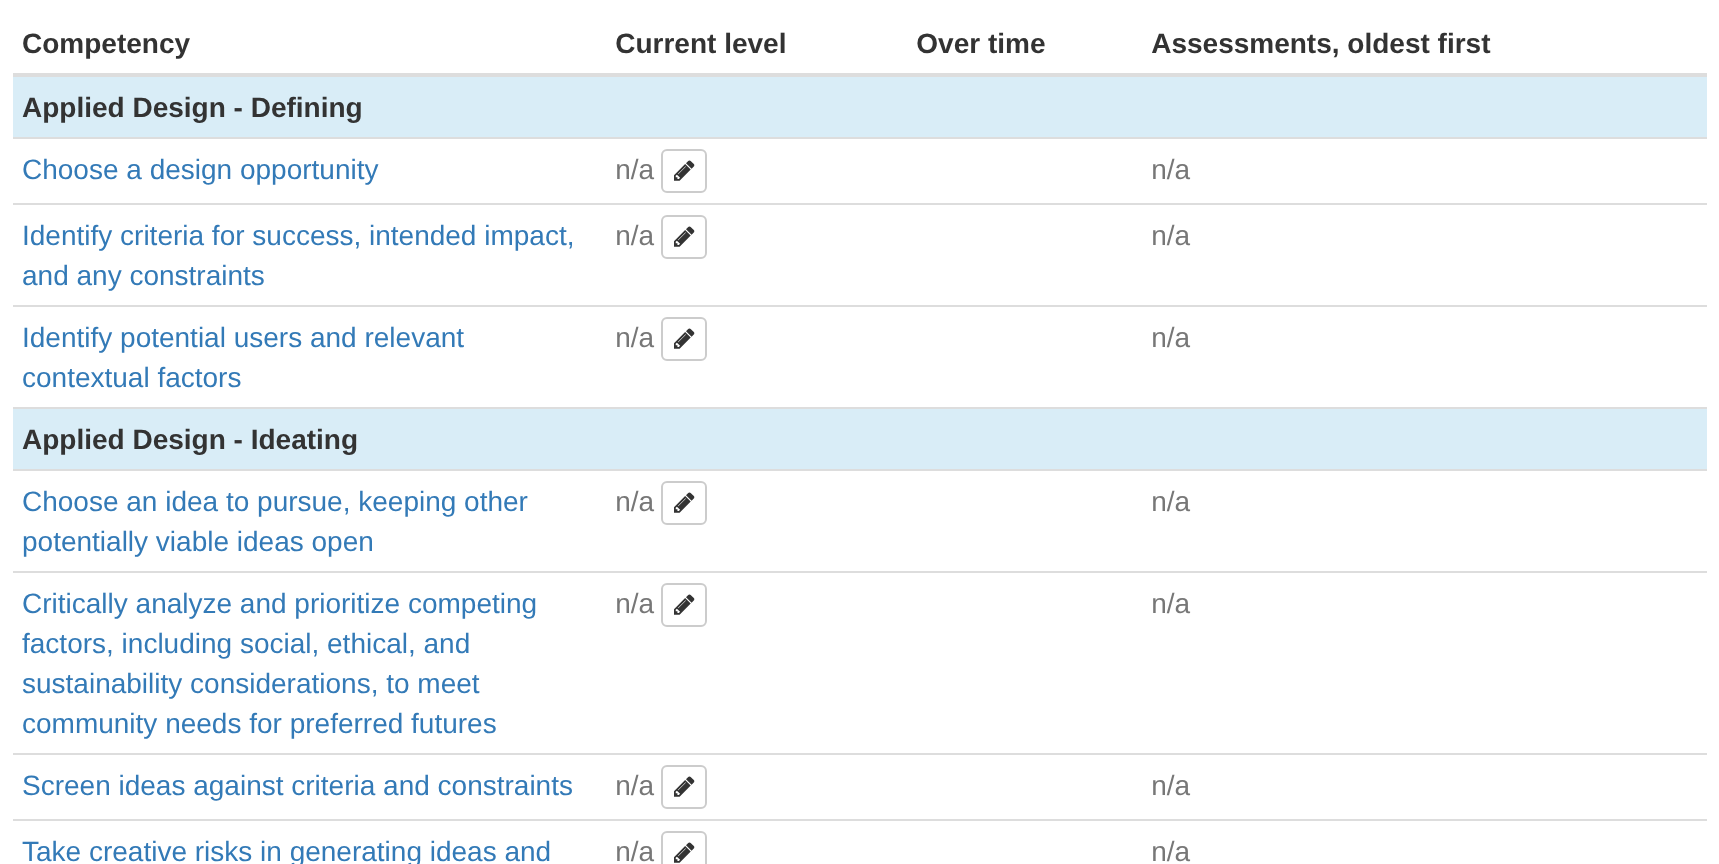 Competency Current level Over time Assessments, oldest first
Applied Design - Defining
Choose a design opportunity n/a n/a
Identify criteria for success, intended impact, n/a n/a
and any constraints
Identify potential users and relevant n/a n/a
contextual factors
Applied Design - Ideating
Choose an idea to pursue, keeping other n/a n/a
potentially viable ideas open
Critically analyze and prioritize competing n/a n/a
factors, including social, ethical, and
sustainability considerations, to meet
community needs for preferred futures
Screen ideas against criteria and constraints n/a n/a
Take creative risks in generating ideas and n/a n/a